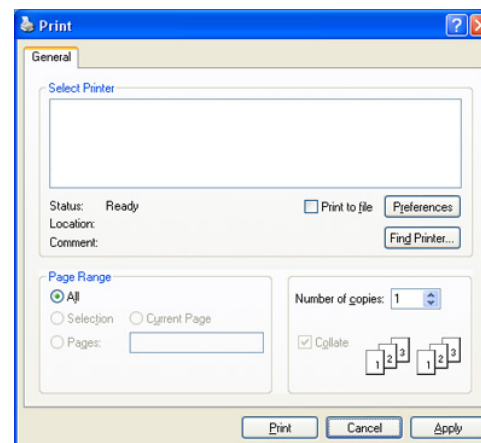 Print
General
Select Printer
Status: Ready
Print to file
Preferences
Location:
Comment:
Find Printer...
Page Range
All
Selection
Current Page
Pages:
Number of copies: 1
Collate
1 2 3 1 2 3
Print Cancel Apply